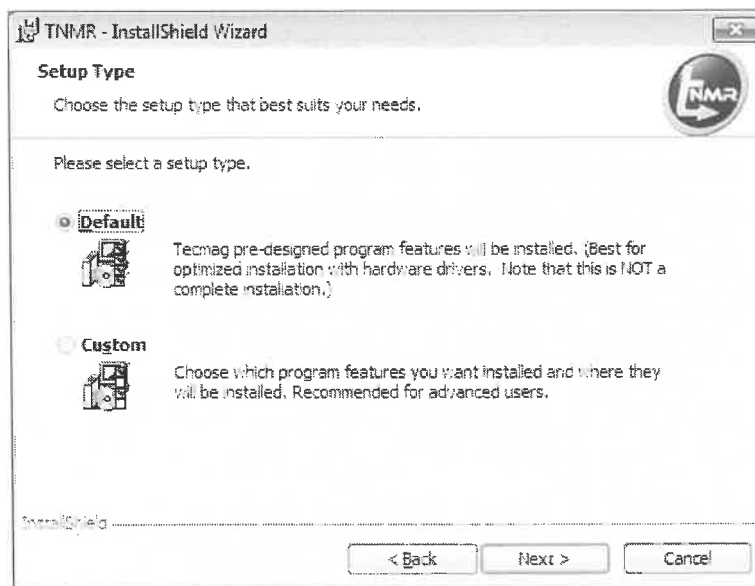 TNMR - InstallShield Wizard
Setup Type
Choose the setup type that best suits your needs.
TNMR
Please select a setup type.
Default
Tecmag pre-designed program features will be installed. (Best for
optimized installation with hardware drivers. Note that this is NOT a
complete installation.)
Custom
Choose which program features you want installed and where they
will be installed. Recommended for advanced users.
InstallShield
< Back
Next >
Cancel